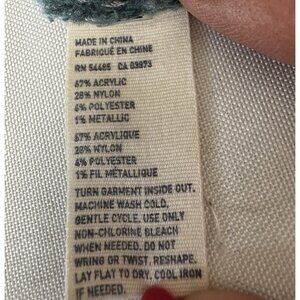 MADE IN CHINA
FABRIQUÉ EN CHINE
RN 54485 CA 03973
67% ACRYLIC
28% NYLON
4% POLYESTER
1% METALLIC
67% ACRYLIQUE
28% NYLON
4% POLYESTER
1% FIL MÉTALLIQUE
TURN GARMENT INSIDE OUT.
MACHINE WASH COLD,
GENTLE CYCLE. USE ONLY
NON-CHLORINE BLEACH
WHEN NEEDED. DO NOT
WRING OR TWIST, RESHAPE,
LAY FLAT TO DRY, COOL IRON
IF NEEDED.